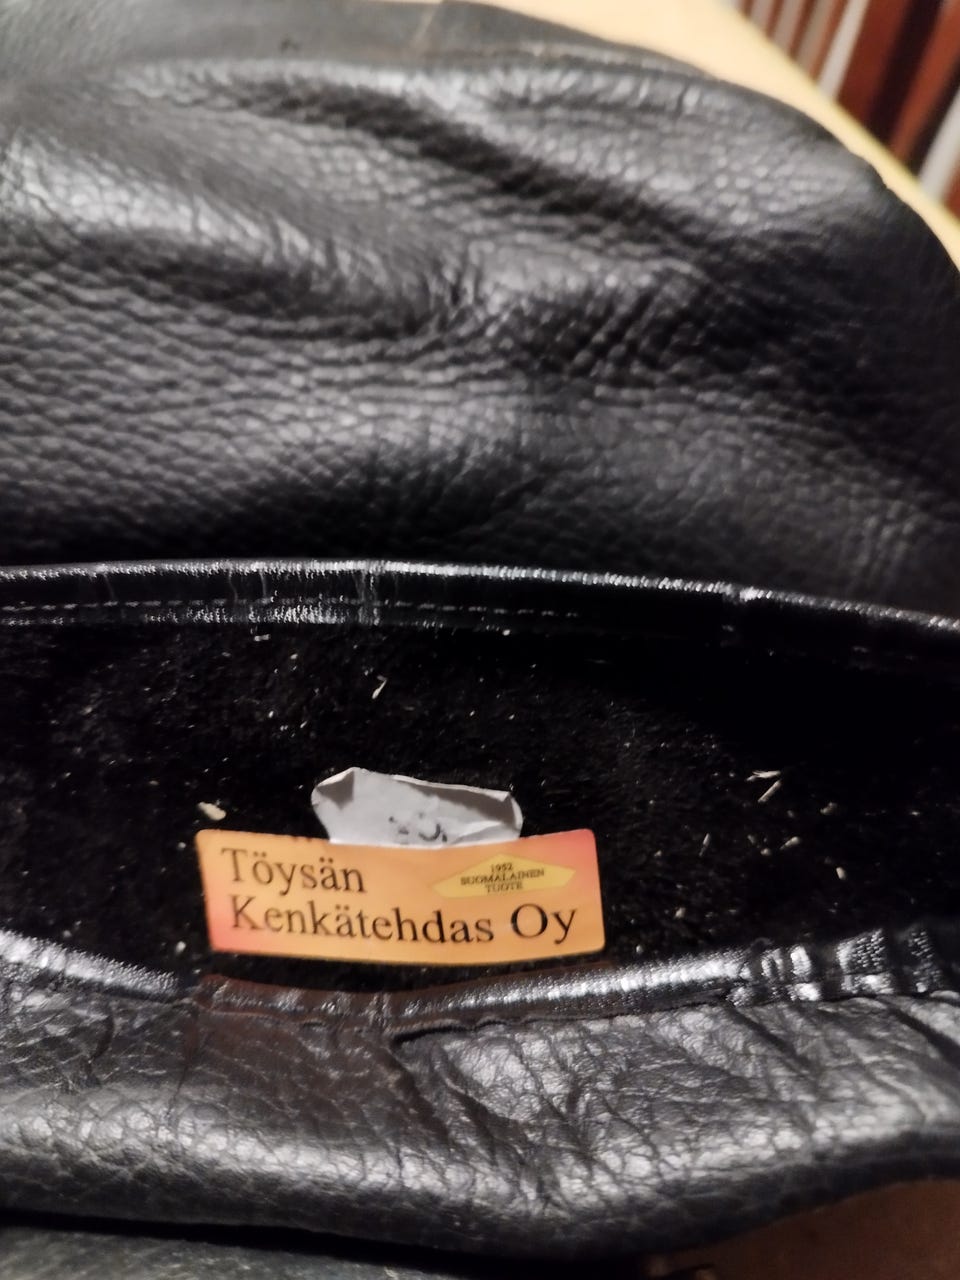 Töysän
Kenkätehdas Oy
1952
SUOMALAINEN
TUOTE